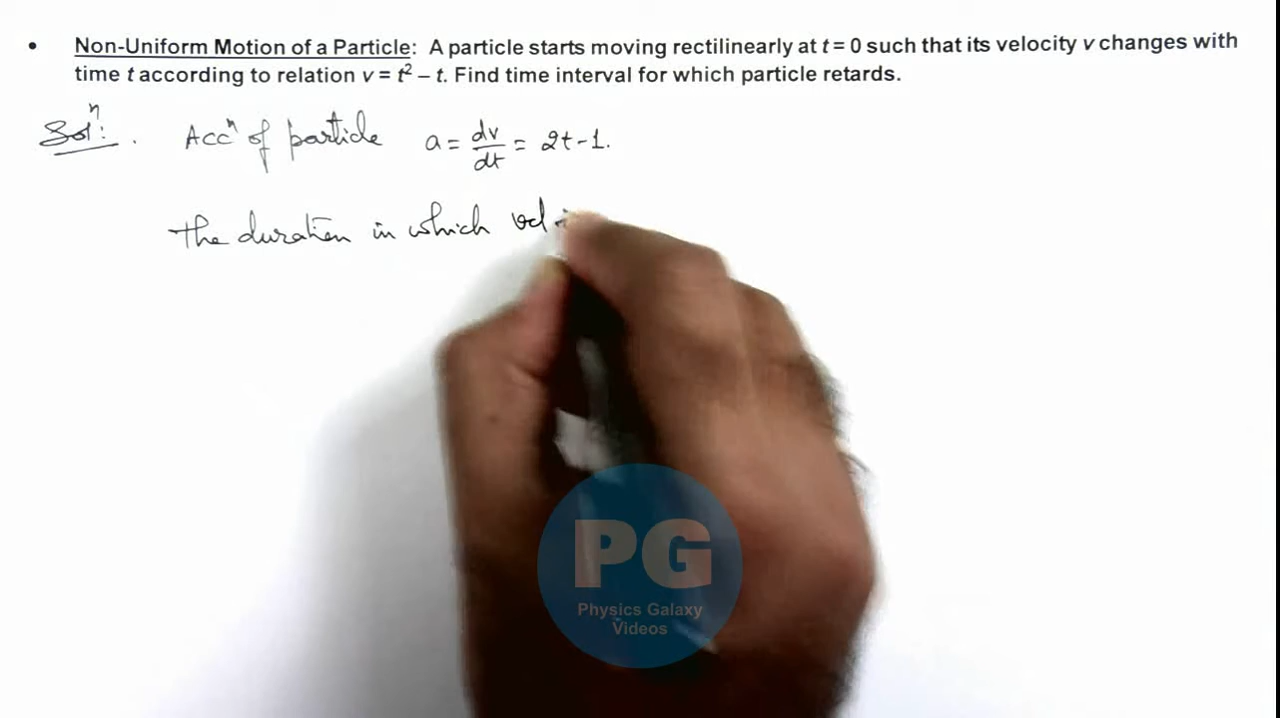 • Non-Uniform Motion of a Particle: A particle starts moving rectilinearly at t = 0 such that its velocity v changes with
time t according to relation v = t² – t. Find time interval for which particle retards.
Solⁿ: . Accⁿ of particle a = dv/dt = 2t - 1.
The duration in which vel
PG
Physics Galaxy
Videos